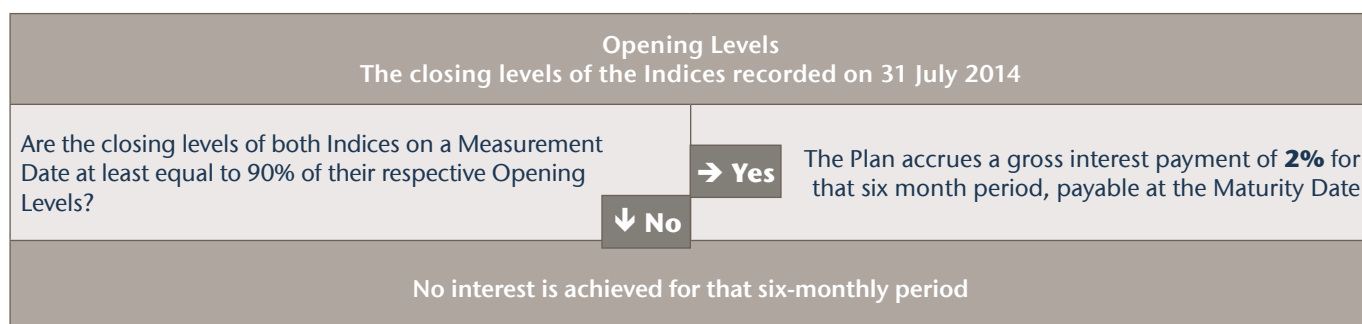 Opening Levels
The closing levels of the Indices recorded on 31 July 2014
Are the closing levels of both Indices on a Measurement
Date at least equal to 90% of their respective Opening
Levels?
→ Yes
The Plan accrues a gross interest payment of 2% for
that six month period, payable at the Maturity Date
↓ No
No interest is achieved for that six-monthly period